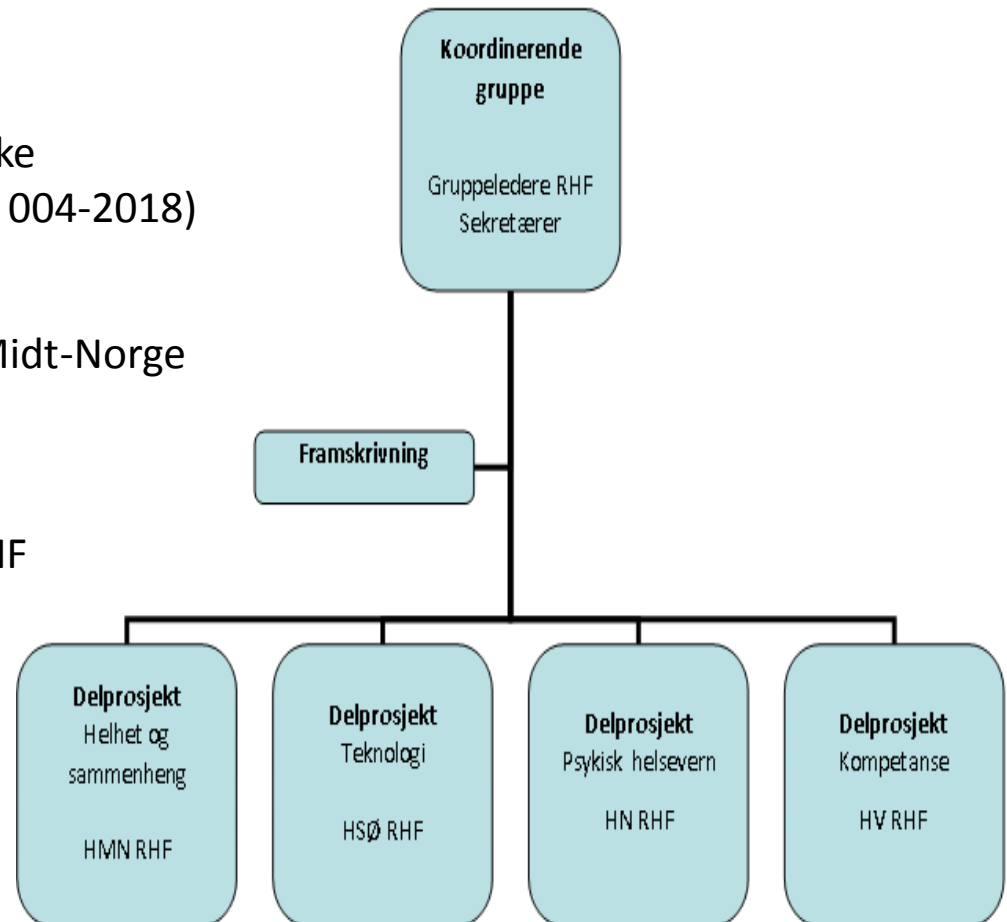 ke
004-2018)
Midt-Norge
HF
Koordinerende
gruppe
Gruppeledere RHF
Sekretærer
Framskrivning
Delprosjekt
Helhet og
sammenheng
HMN RHF
Delprosjekt
Teknologi
HSØ RHF
Delprosjekt
Psykisk helsevern
HN RHF
Delprosjekt
Kompetanse
HV RHF